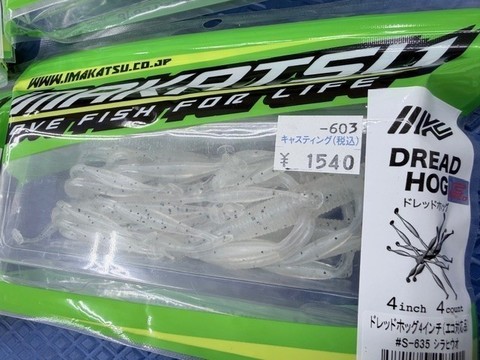 WWW.IMAKATSU.CO.JP
IMAKATSU
FISH FOR LIFE
-603
キャスティング(税込)
¥ 1540
DREAD
HOG
ドレッドホッグ
4inch 4count
ドレッドホッグ4インチ(エコ対応品)
#S-635 シラウオ